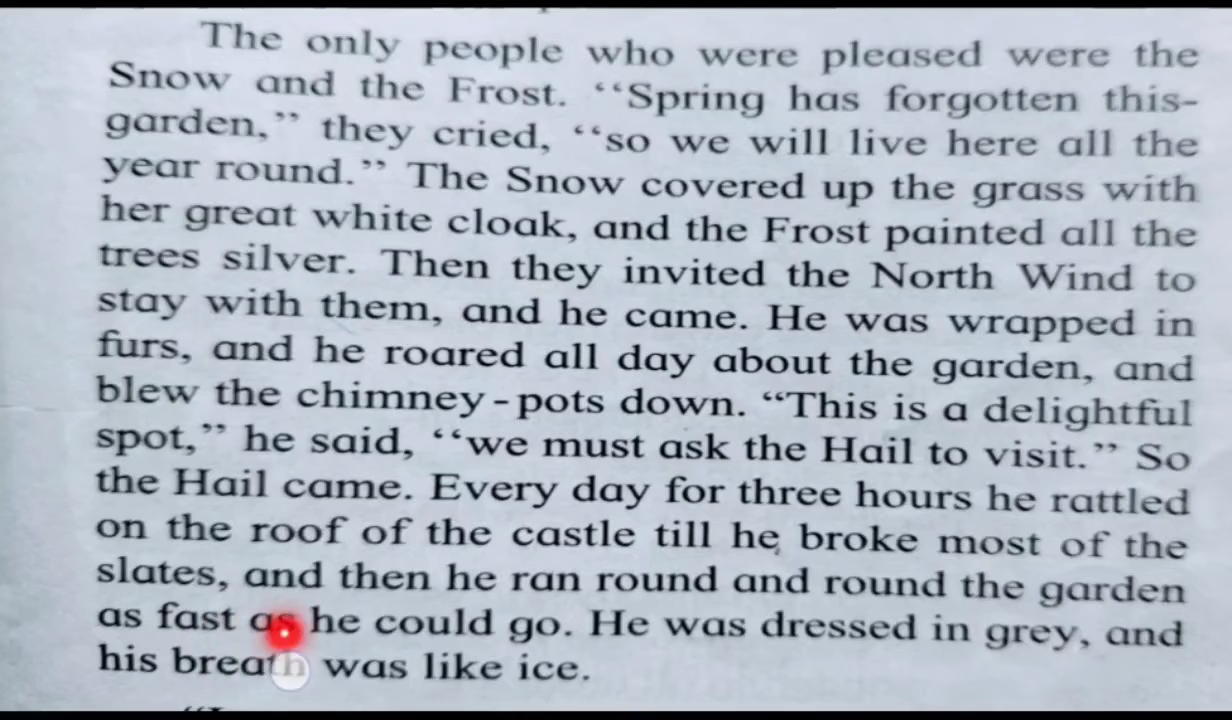 The only people who were pleased were the
Snow and the Frost. ‘‘Spring has forgotten this-
garden,’’ they cried, ‘‘so we will live here all the
year round.’’ The Snow covered up the grass with
her great white cloak, and the Frost painted all the
trees silver. Then they invited the North Wind to
stay with them, and he came. He was wrapped in
furs, and he roared all day about the garden, and
blew the chimney-pots down. “This is a delightful
spot,’’ he said, ‘‘we must ask the Hail to visit.’’ So
the Hail came. Every day for three hours he rattled
on the roof of the castle till he broke most of the
slates, and then he ran round and round the garden
as fast as he could go. He was dressed in grey, and
his breath was like ice.